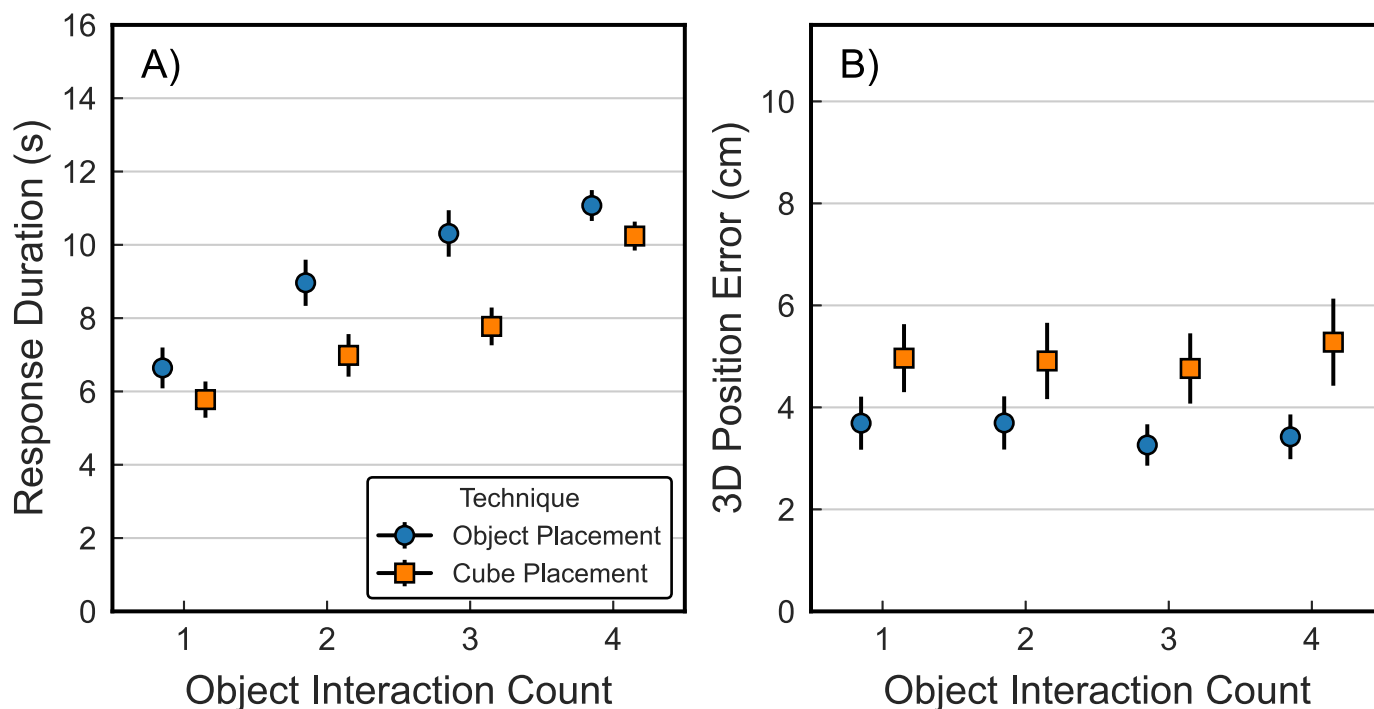 A)
Response Duration (s)
16
14
12
10
8
6
4
2
0
1 2 3 4
Object Interaction Count
Technique
Object Placement
Cube Placement
B)
3D Position Error (cm)
10
8
6
4
2
0
1 2 3 4
Object Interaction Count